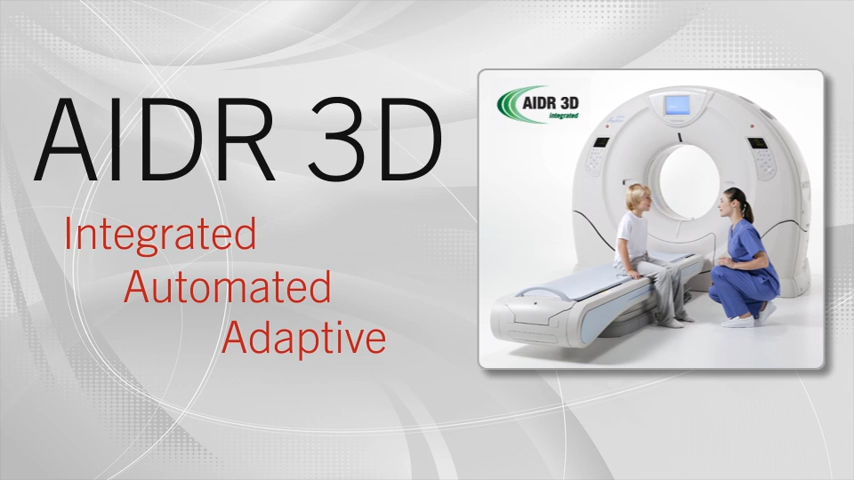 AIDR 3D
Integrated
Automated
Adaptive
AIDR 3D
integrated